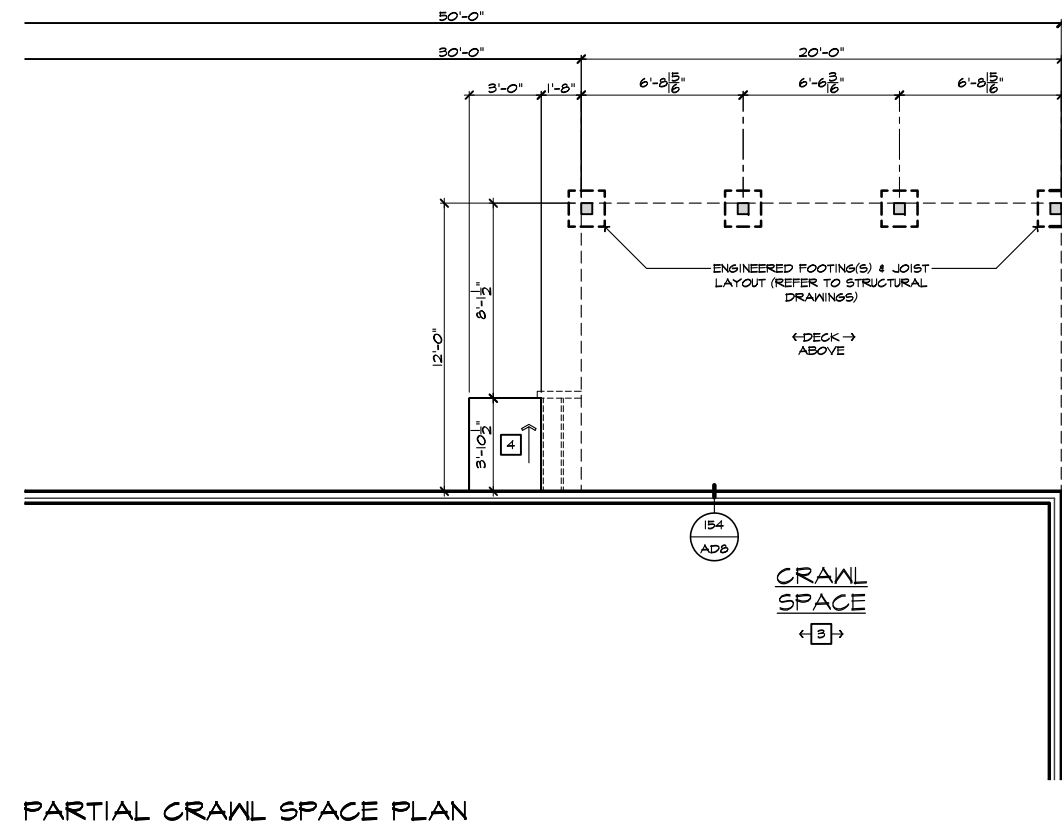 50'-0"
30'-0"
20'-0"
3'-0"
1'-8"
6'-8 15/16"
6'-6 3/16"
6'-8 15/16"
ENGINEERED FOOTING(S) & JOIST
LAYOUT (REFER TO STRUCTURAL
DRAWINGS)
8'-1 1/2"
12'-0"
←DECK→
ABOVE
3'-10 1/2"
4
154
AD8
CRAWL
SPACE
3
PARTIAL CRAWL SPACE PLAN